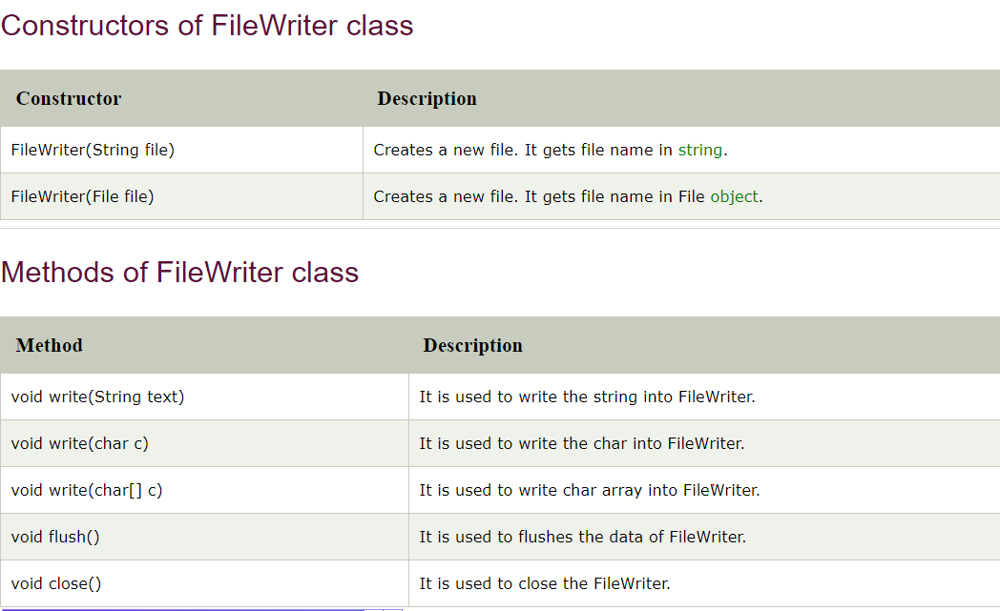 Constructors of FileWriter class
Constructor Description
FileWriter(String file) Creates a new file. It gets file name in string.
FileWriter(File file) Creates a new file. It gets file name in File object.
Methods of FileWriter class
Method Description
void write(String text) It is used to write the string into FileWriter.
void write(char c) It is used to write the char into FileWriter.
void write(char[] c) It is used to write char array into FileWriter.
void flush() It is used to flushes the data of FileWriter.
void close() It is used to close the FileWriter.